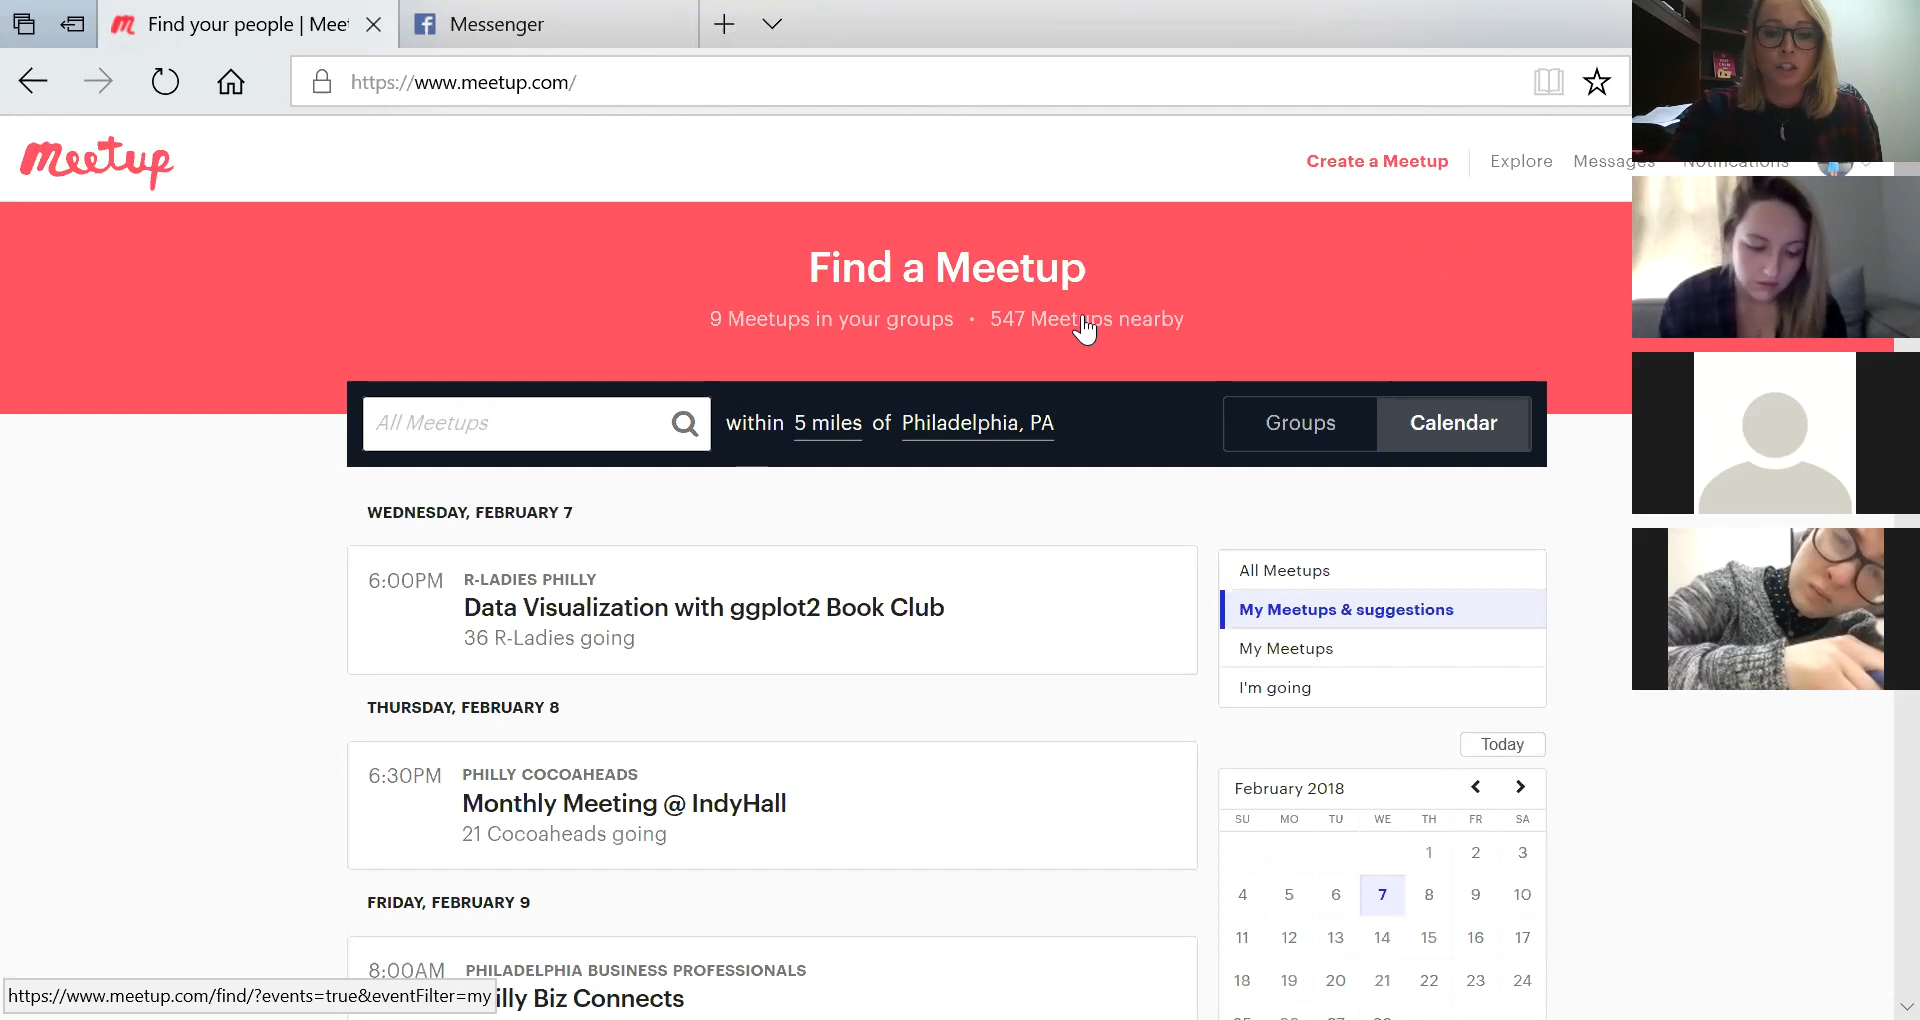 Find your people | Meet
Messenger
https://www.meetup.com/
Meetup
Create a Meetup
Explore
Messages
Notifications
Find a Meetup
9 Meetups in your groups • 547 Meetups nearby
All Meetups
within 5 miles of Philadelphia, PA
Groups
Calendar
WEDNESDAY, FEBRUARY 7
6:00PM
R-LADIES PHILLY
Data Visualization with ggplot2 Book Club
36 R-Ladies going
THURSDAY, FEBRUARY 8
6:30PM
PHILLY COCOAHEADS
Monthly Meeting @ IndyHall
21 Cocoaheads going
FRIDAY, FEBRUARY 9
8:00AM
PHILADELPHIA BUSINESS PROFESSIONALS
illy Biz Connects
https://www.meetup.com/find/?events=true&eventFilter=my
All Meetups
My Meetups & suggestions
My Meetups
I'm going
Today
February 2018
SU MO TU WE TH FR SA
1 2 3
4 5 6 7 8 9 10
11 12 13 14 15 16 17
18 19 20 21 22 23 24